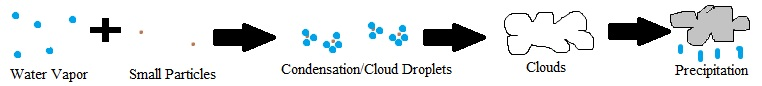 Water Vapor
Small Particles
Condensation/Cloud Droplets
Clouds
Precipitation